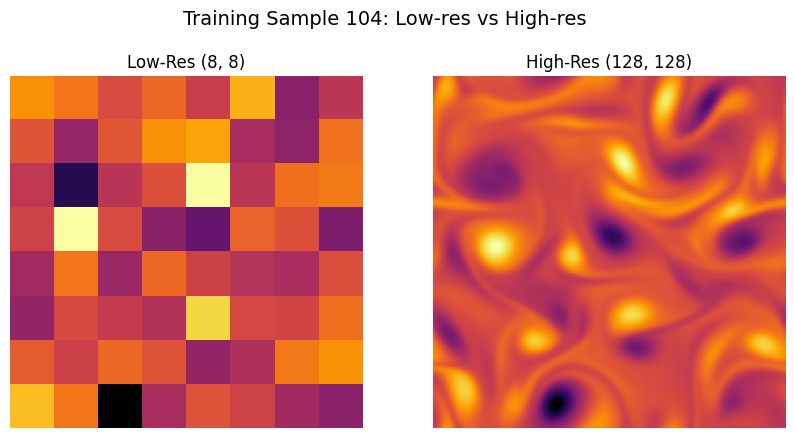 Training Sample 104: Low-res vs High-res
Low-Res (8, 8)
High-Res (128, 128)